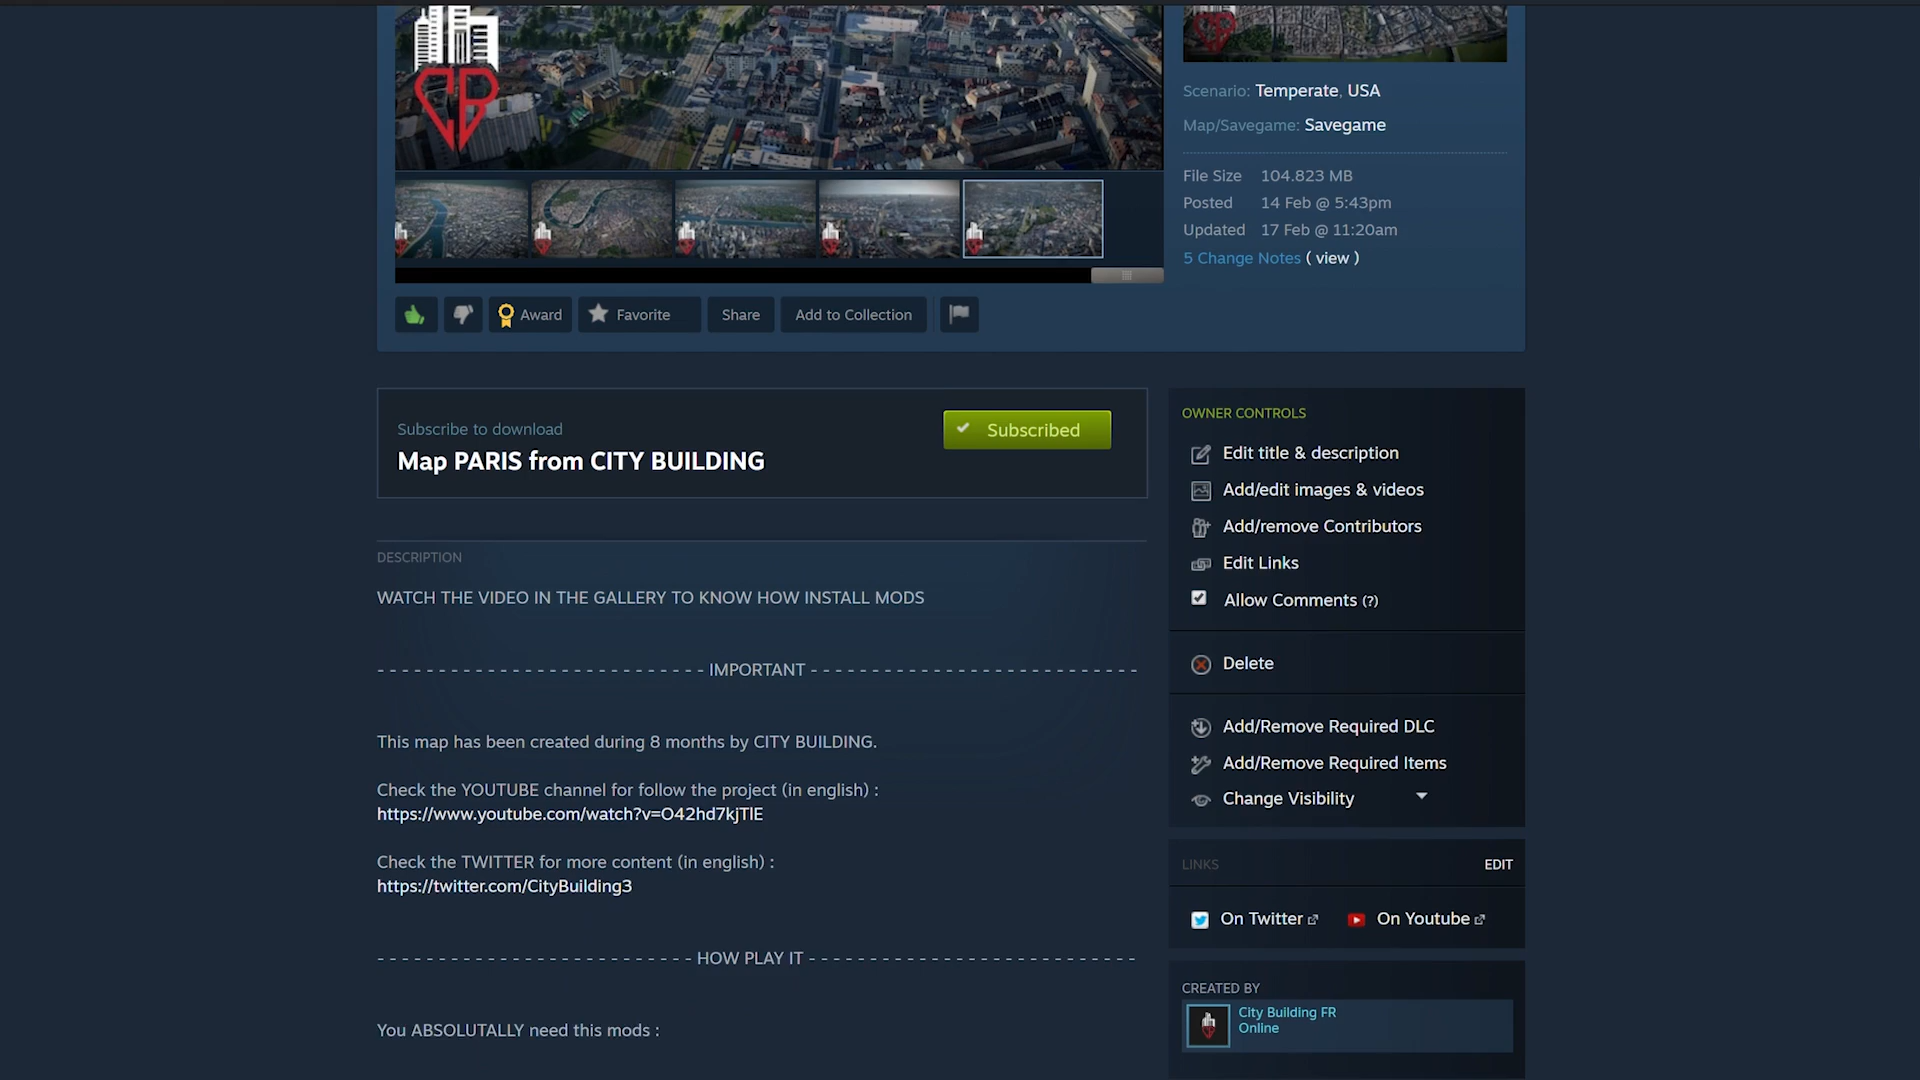 Scenario: Temperate, USA
Map/Savegame: Savegame
File Size 104.823 MB
Posted 14 Feb @ 5:43pm
Updated 17 Feb @ 11:20am
5 Change Notes ( view )
Award
Favorite
Share
Add to Collection
Subscribe to download
Map PARIS from CITY BUILDING
Subscribed
DESCRIPTION
WATCH THE VIDEO IN THE GALLERY TO KNOW HOW INSTALL MODS
- - - - - - - - - - - - - - - - - - - - - - - - - - - IMPORTANT - - - - - - - - - - - - - - - - - - - - - - - - - - -
This map has been created during 8 months by CITY BUILDING.
Check the YOUTUBE channel for follow the project (in english) :
https://www.youtube.com/watch?v=O42hd7kjTlE
Check the TWITTER for more content (in english) :
https://twitter.com/CityBuilding3
- - - - - - - - - - - - - - - - - - - - - - - - - - HOW PLAY IT - - - - - - - - - - - - - - - - - - - - - - - - - - -
You ABSOLUTALLY need this mods :
OWNER CONTROLS
Edit title & description
Add/edit images & videos
Add/remove Contributors
Edit Links
Allow Comments (?)
Delete
Add/Remove Required DLC
Add/Remove Required Items
Change Visibility
LINKS EDIT
On Twitter On Youtube
CREATED BY
City Building FR
Online